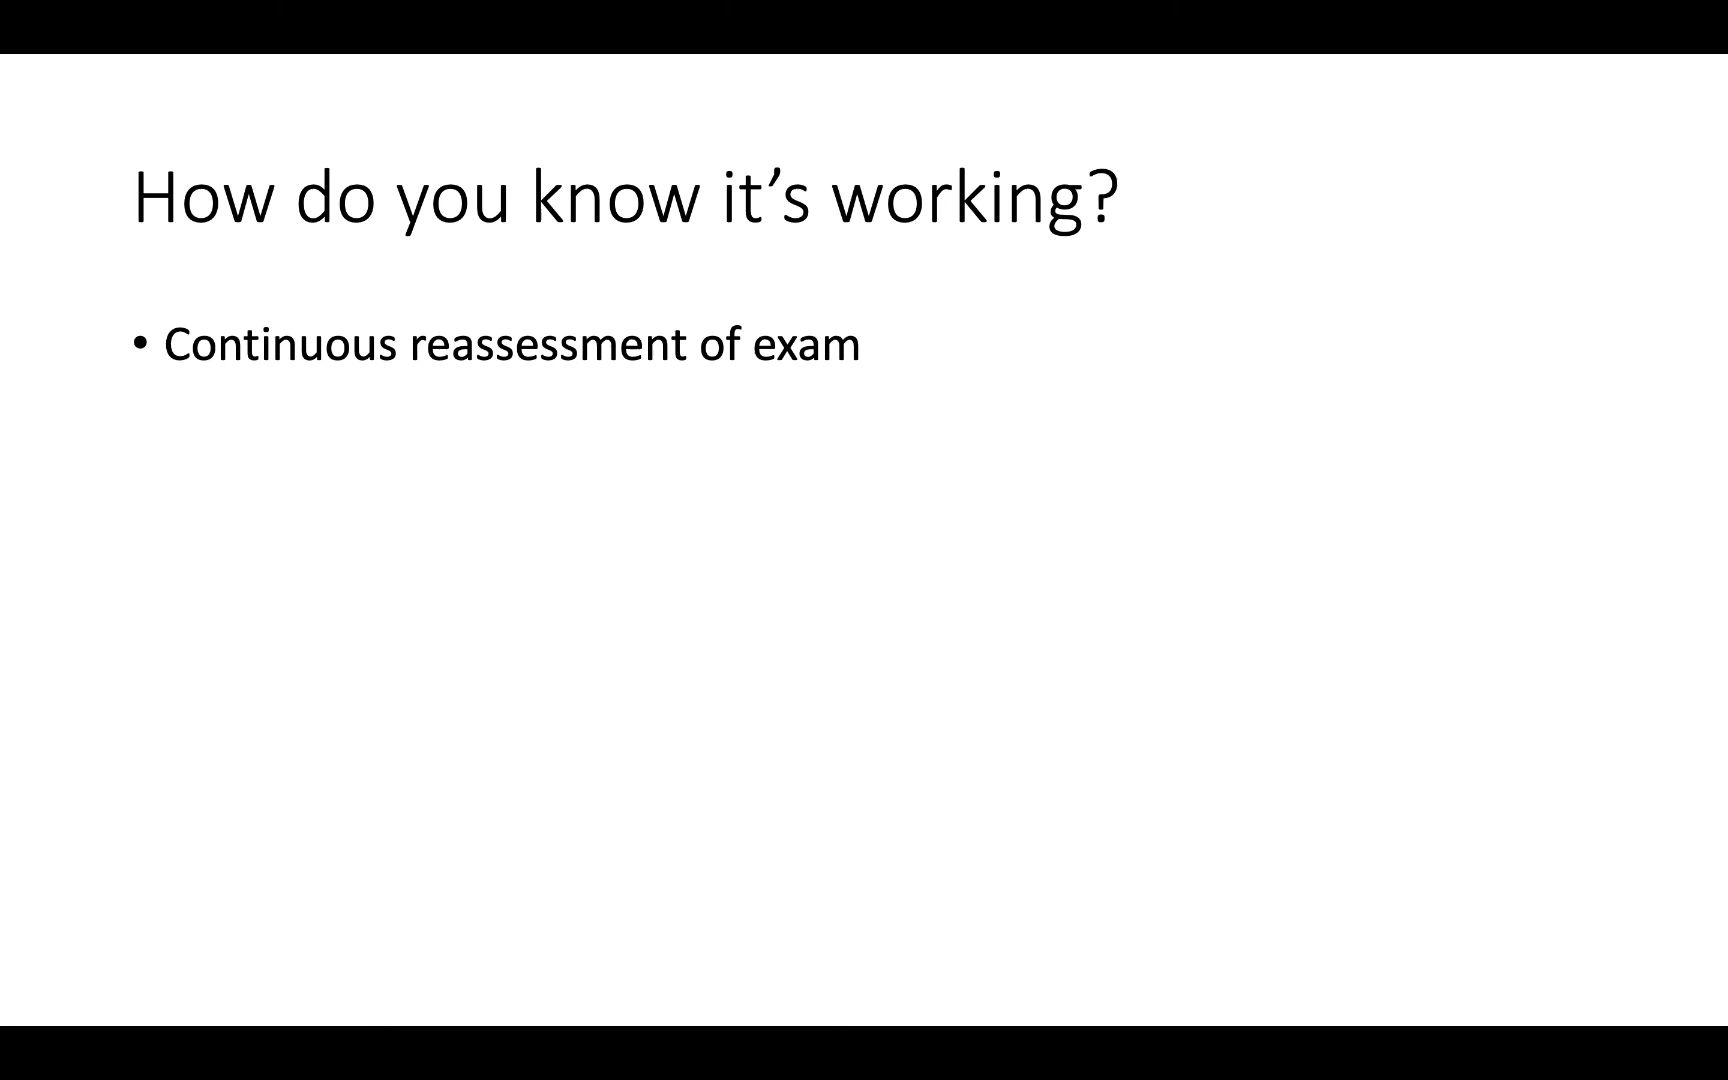 How do you know it’s working?
• Continuous reassessment of exam